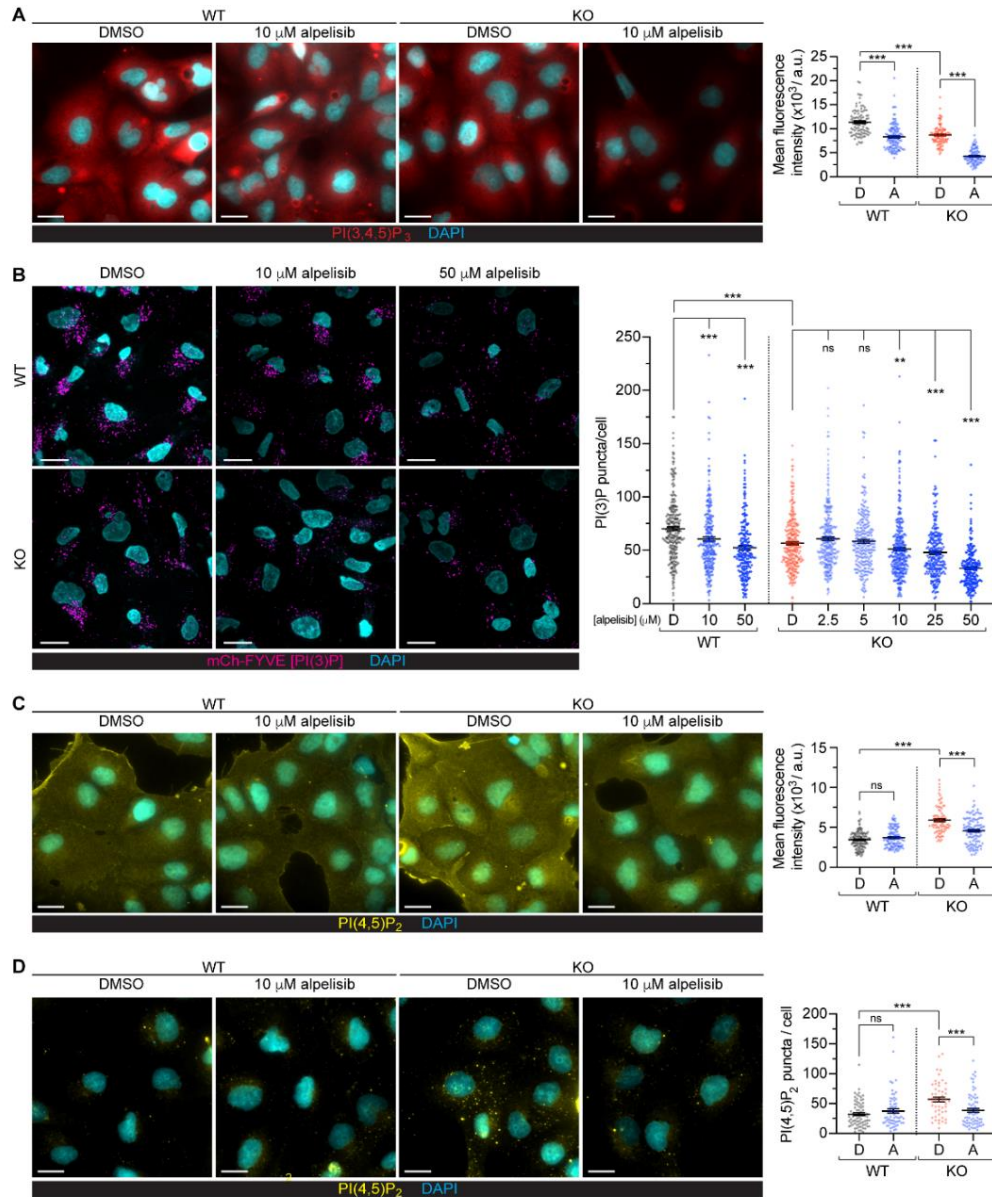 A
WT
KO
DMSO
10 μM alpelisib
DMSO
10 μM alpelisib
PI(3,4,5)P₃ DAPI
Mean fluorescence
intensity (x10³/ a.u.)
25
20
15
10
5
0
***
***
***
D A D A
WT KO
B
DMSO
10 μM alpelisib
50 μM alpelisib
WT
KO
mCh-FYVE [PI(3)P] DAPI
PI(3)P puncta/cell
250
200
150
100
50
0
***
***
***
ns ns ** *** ***
[alpelisib] (μM)
D 10 50 D 2.5 5 10 25 50
WT KO
C
WT
KO
DMSO
10 μM alpelisib
DMSO
10 μM alpelisib
PI(4,5)P₂ DAPI
Mean fluorescence
intensity (x10³/ a.u.)
15
10
5
0
***
ns
***
D A D A
WT KO
D
WT
KO
DMSO
10 μM alpelisib
DMSO
10 μM alpelisib
2
PI(4,5)P₂ DAPI
PI(4,5)P₂ puncta / cell
200
150
100
50
0
***
ns
***
D A D A
WT KO